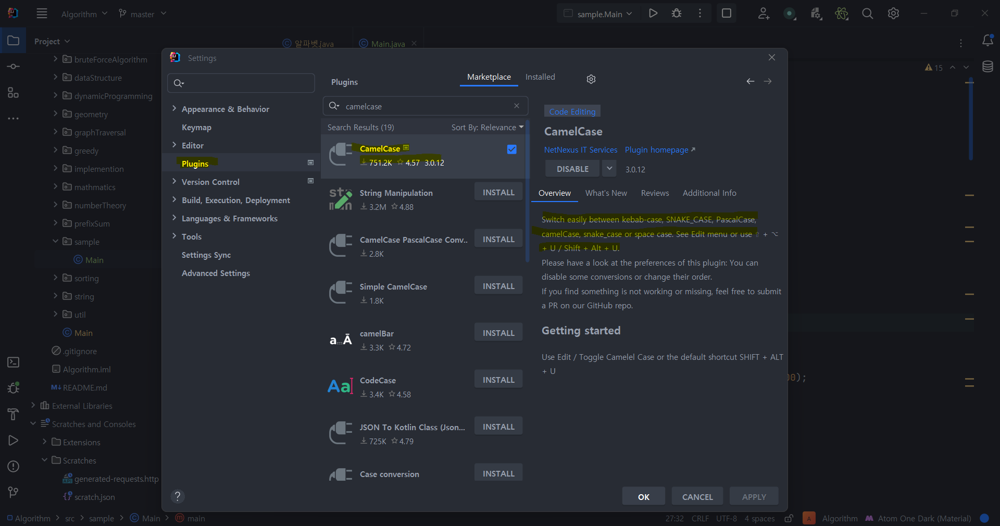 Algorithm
master
sample.Main
Project
알파벳.java
Main.java
15
bruteForceAlgorithm
dataStructure
dynamicProgramming
geometry
graphTraversal
greedy
implemention
mathmatics
numberTheory
prefixSum
sample
Main
sorting
string
util
Main
.gitignore
Algorithm.iml
README.md
External Libraries
Scratches and Consoles
Extensions
Scratches
generated-requests.http
scratch.json
Settings
Appearance & Behavior
Keymap
Editor
Plugins
Version Control
Build, Execution, Deployment
Languages & Frameworks
Tools
Settings Sync
Advanced Settings
Plugins
Marketplace
Installed
camelcase
Search Results (19)
Sort By: Relevance
CamelCase
751.2K 4.57 3.0.12
String Manipulation
3.2M 4.88
INSTALL
CamelCase PascalCase Conv..
2.8K
INSTALL
Simple CamelCase
1.8K
INSTALL
camelBar
3.3K 4.72
INSTALL
CodeCase
3.4K 4.58
INSTALL
JSON To Kotlin Class (Json...
725K 4.79
INSTALL
Case conversion
INSTALL
Code Editing
CamelCase
NetNexus IT Services Plugin homepage
DISABLE 3.0.12
Overview What's New Reviews Additional Info
Switch easily between kebab-case, SNAKE_CASE, PascalCase,
camelCase, snake_case or space case. See Edit menu or use ⇧ + ⌥
+ U / Shift + Alt + U.
Please have a look at the preferences of this plugin: You can
disable some conversions or change their order.
If you find something is not working or missing, feel free to submit
a PR on our GitHub repo.
Getting started
Use Edit / Toggle Camelel Case or the default shortcut SHIFT + ALT
+ U
00);
?
OK
CANCEL
APPLY
Algorithm > src > sample > Main > main
27:32 CRLF UTF-8 4 spaces
A
Algorithm
Atom One Dark (Material)